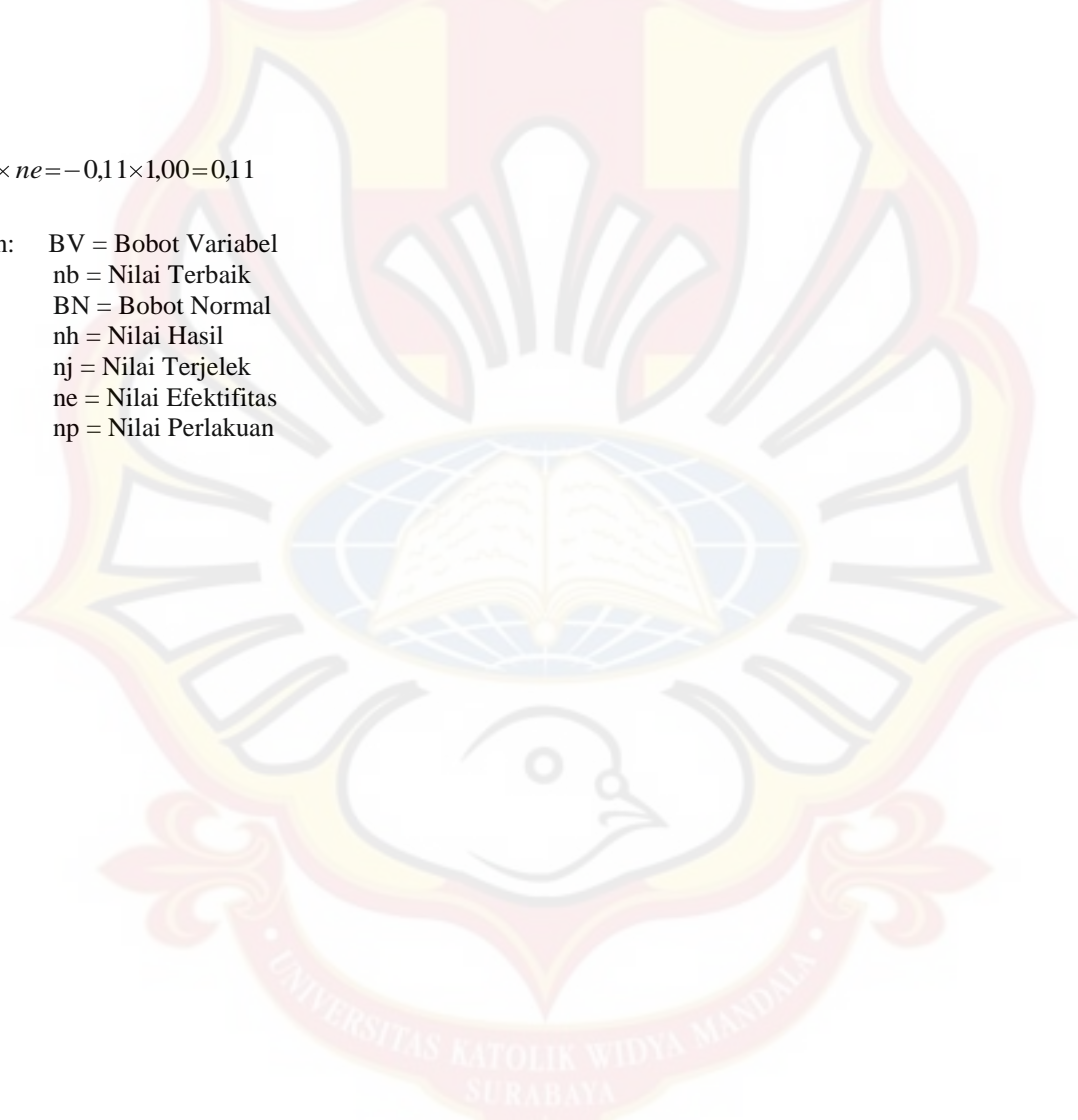 × ne=−0,11×1,00=0,11
n: BV = Bobot Variabel
nb = Nilai Terbaik
BN = Bobot Normal
nh = Nilai Hasil
nj = Nilai Terjelek
ne = Nilai Efektifitas
np = Nilai Perlakuan
• UNIVERSITAS KATOLIK WIDYA MANDALA •
SURABAYA